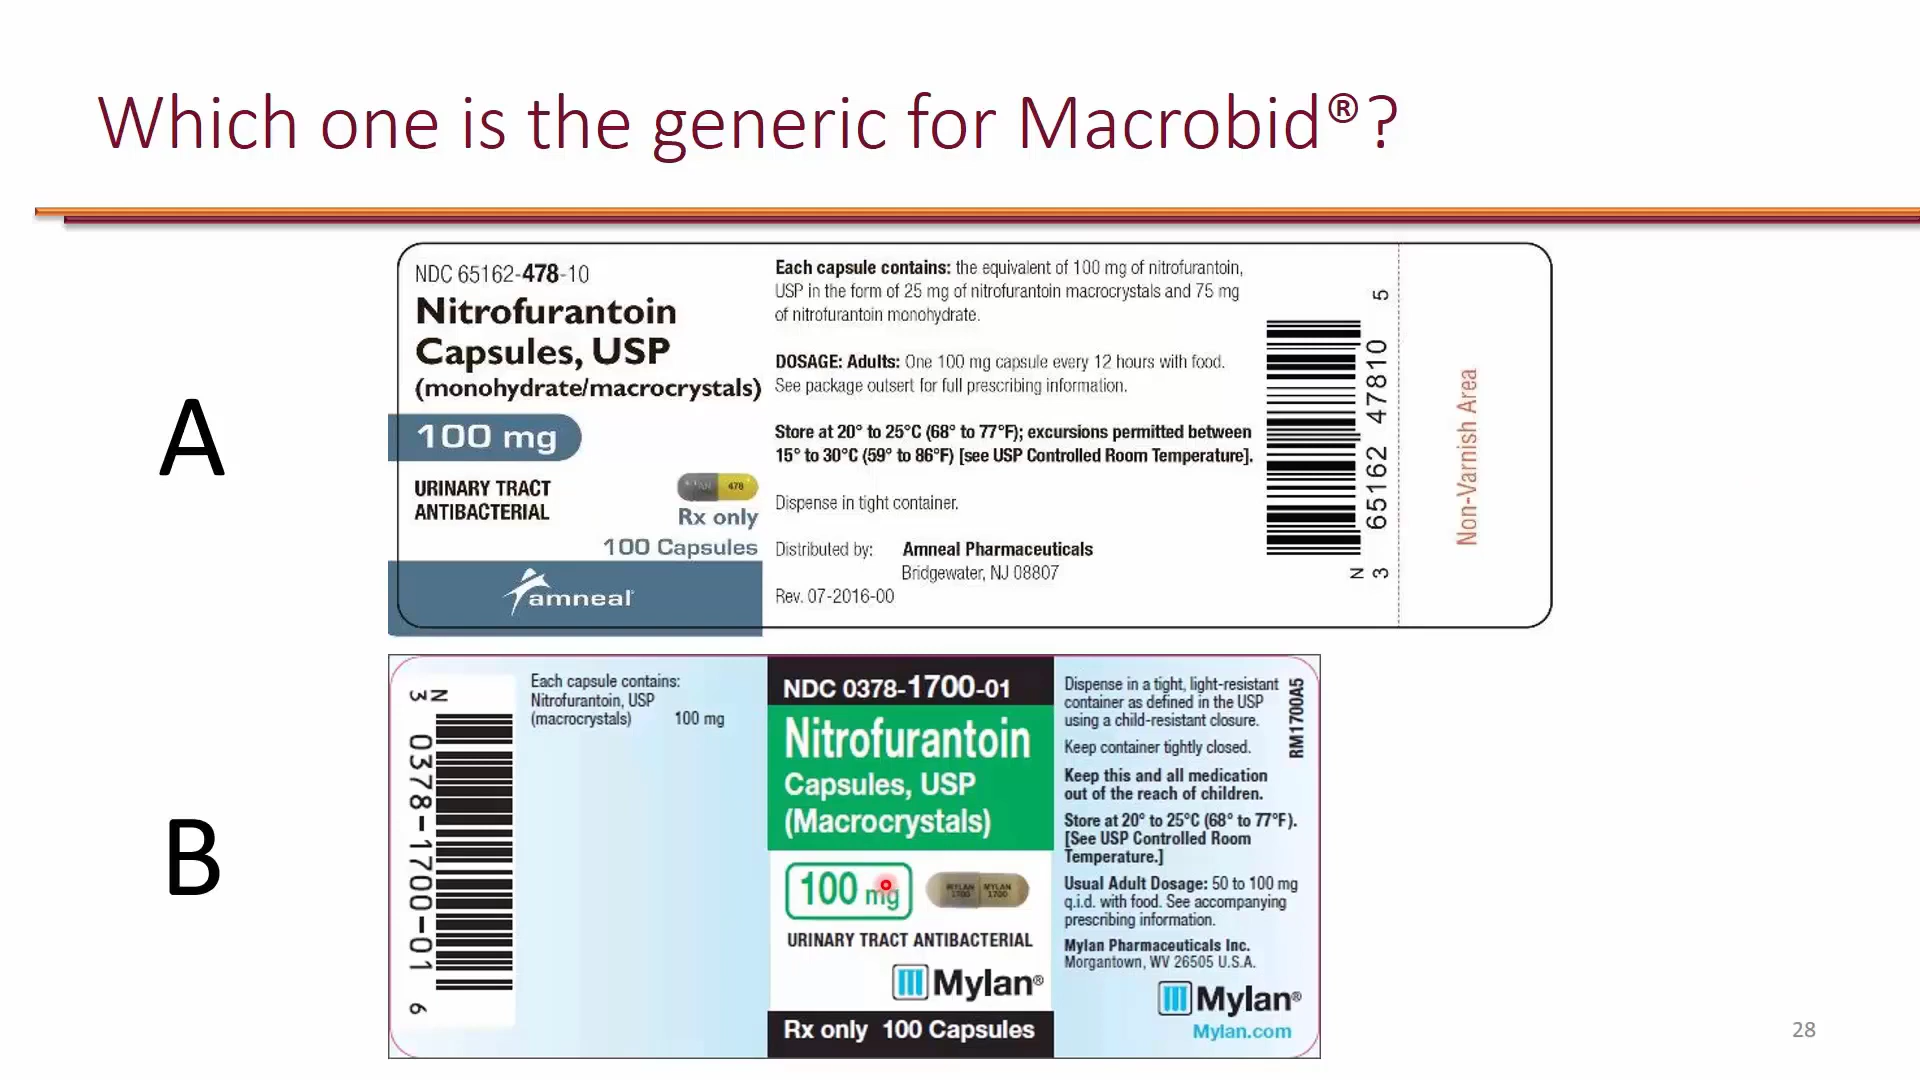 Which one is the generic for Macrobid®?
A
NDC 65162-478-10
Nitrofurantoin
Capsules, USP
(monohydrate/macrocrystals)
100 mg
URINARY TRACT
ANTIBACTERIAL
478
Rx only
100 Capsules
amneal
Each capsule contains: the equivalent of 100 mg of nitrofurantoin,
USP in the form of 25 mg of nitrofurantoin macrocrystals and 75 mg
of nitrofurantoin monohydrate.
DOSAGE: Adults: One 100 mg capsule every 12 hours with food.
See package outsert for full prescribing information.
Store at 20° to 25°C (68° to 77°F); excursions permitted between
15° to 30°C (59° to 86°F) [see USP Controlled Room Temperature].
Dispense in tight container.
Distributed by: Amneal Pharmaceuticals
Bridgewater, NJ 08807
Rev. 07-2016-00
N
3 65162 47810 5
Non-Varnish Area
B
N
3 0378-1700-01 6
Each capsule contains:
Nitrofurantoin, USP
(macrocrystals) 100 mg
NDC 0378-1700-01
Nitrofurantoin
Capsules, USP
(Macrocrystals)
100 mg
MYLAN MYLAN
1700 1700
URINARY TRACT ANTIBACTERIAL
Mylan®
Rx only 100 Capsules
Dispense in a tight, light-resistant
container as defined in the USP
using a child-resistant closure.
Keep container tightly closed.
Keep this and all medication
out of the reach of children.
Store at 20° to 25°C (68° to 77°F).
[See USP Controlled Room
Temperature.]
Usual Adult Dosage: 50 to 100 mg
q.i.d. with food. See accompanying
prescribing information.
Mylan Pharmaceuticals Inc.
Morgantown, WV 26505 U.S.A.
Mylan®
Mylan.com
RM1700A5
28